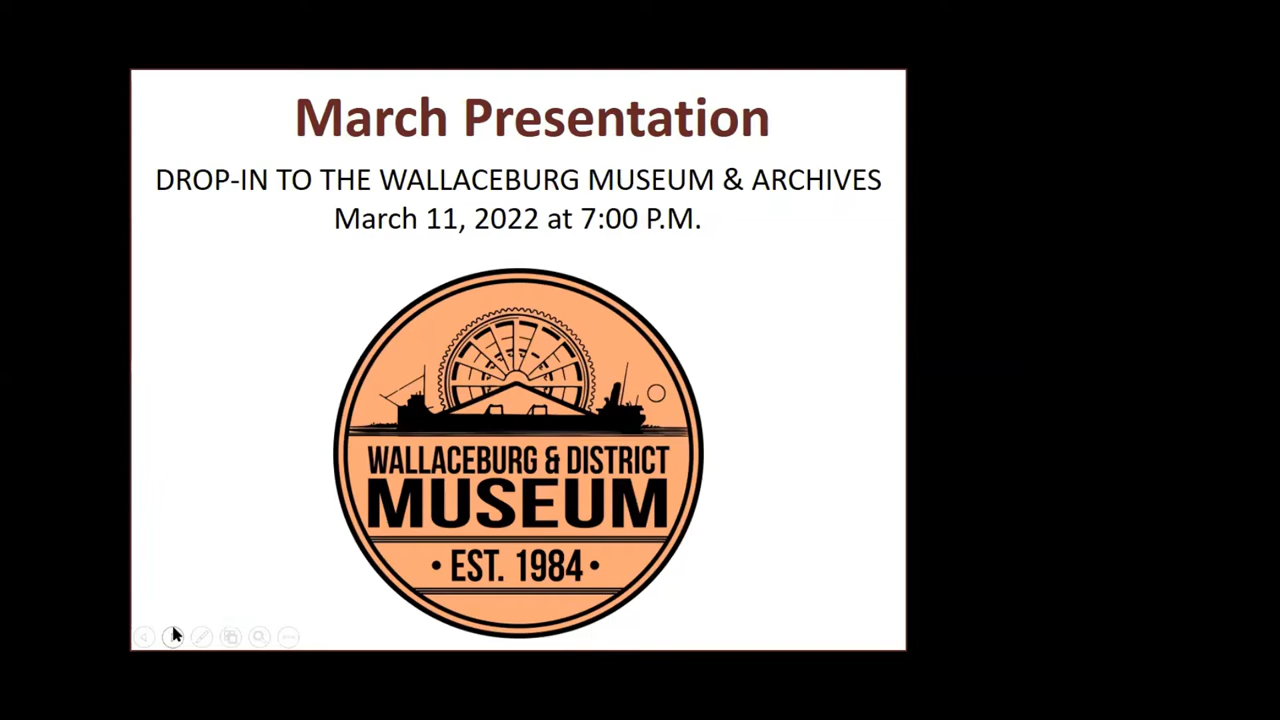 March Presentation
DROP-IN TO THE WALLACEBURG MUSEUM & ARCHIVES
March 11, 2022 at 7:00 P.M.
WALLACEBURG & DISTRICT
MUSEUM
• EST. 1984 •